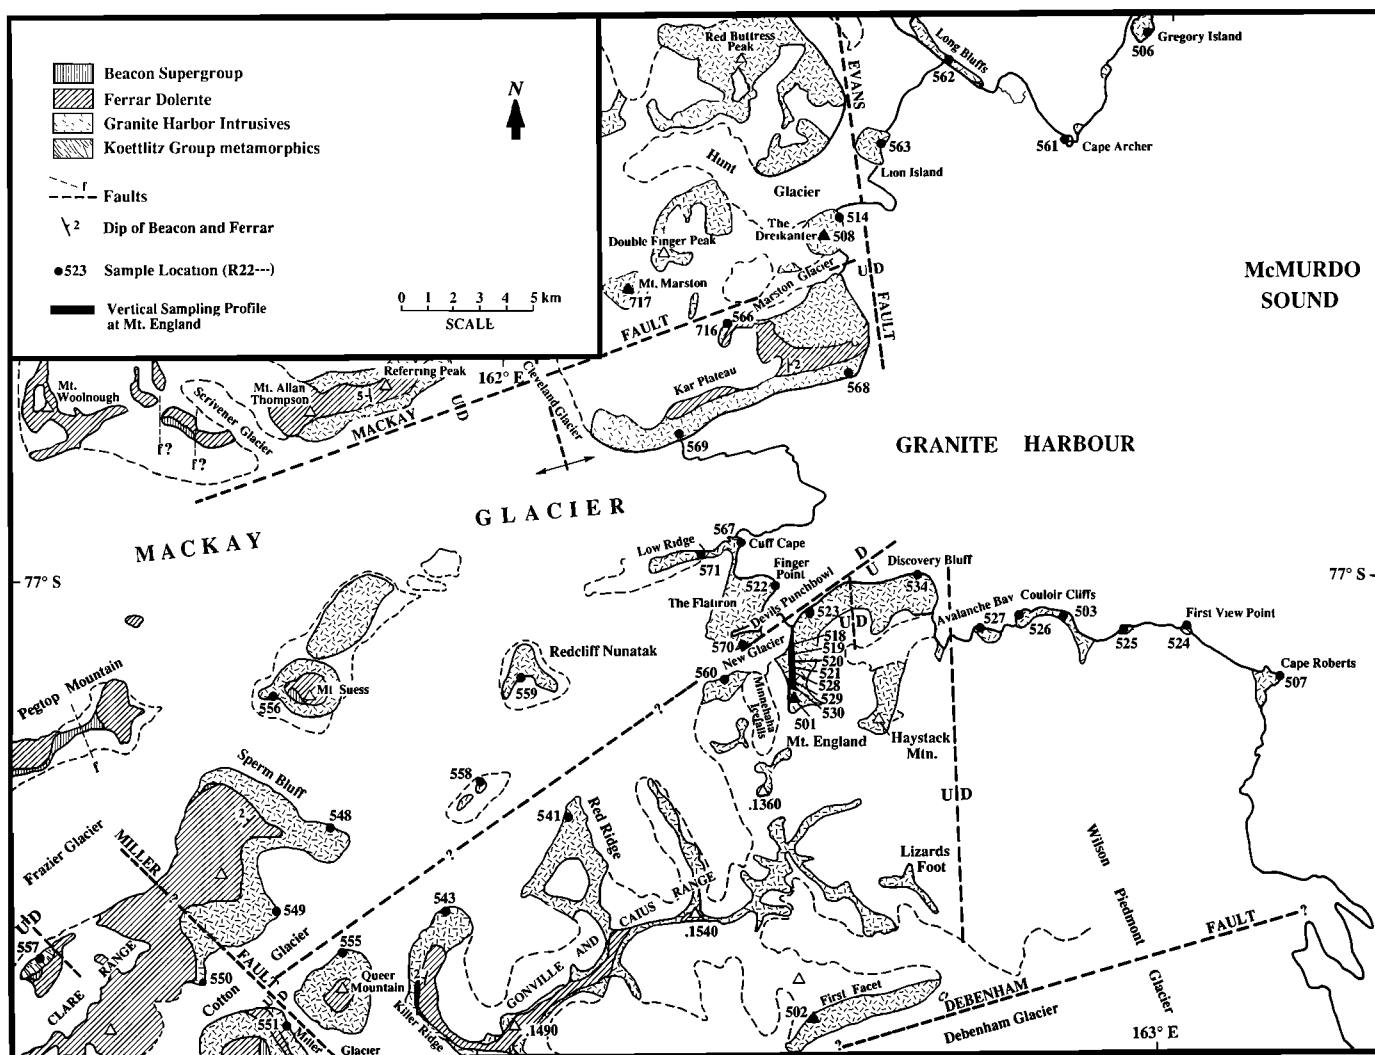 Beacon Supergroup
Ferrar Dolerite
Granite Harbor Intrusives
Koettlitz Group metamorphics
f
Faults
2
Dip of Beacon and Ferrar
523 Sample Location (R22---)
Vertical Sampling Profile
at Mt. England
N
0 1 2 3 4 5 km
SCALE
Red Buttress
Peak
EVANS
Long Bluffs
562
506
Gregory Island
563
Lion Island
561
Cape Archer
Hunt
Glacier
The
Dreikanter
514
508
Double Finger Peak
Mt. Marston
717
Marston Glacier
U D
FAULT
McMURDO
SOUND
566
716
FAULT
2
Kar Plateau
568
569
162° E
Cleveland Glacier
Referring Peak
5
Mt. Allan
Thompson
MACKAY
U D
Mt.
Woolnough
Scrivener Glacier
f?
f?
GRANITE HARBOUR
MACKAY
GLACIER
77° S
77° S
567
Cuff Cape
Low Ridge
571
Finger
Point
522
The Flatiron
Devils Punchbowl
D
U
Discovery Bluff
534
523
U D
570
New Glacier
518
519
520
521
528
529
530
501
560
Minnehaha
Icefalls
Mt. England
Haystack
Mtn.
Avalanche Bay
Couloir Cliffs
527
526
503
525
524
First View Point
Cape Roberts
507
Redcliff Nunatak
559
Mt Suess
556
Pegtop Mountain
f
?
Sperm Bluff
548
2
558
.1360
541
Red Ridge
U D
Lizards
Foot
Wilson
Piedmont
Glacier
Frazier Glacier
MILLER
?
?
U D
557
CLARE
RANGE
549
550
FAULT
Cotton
Glacier
?
U D
551
Miller
Glacier
555
Queer
Mountain
543
2
Killer Ridge
GONVILLE AND
CAIUS RANGE
.1540
.1490
First Facet
502
DEBENHAM
FAULT
?
?
Debenham Glacier
163° E